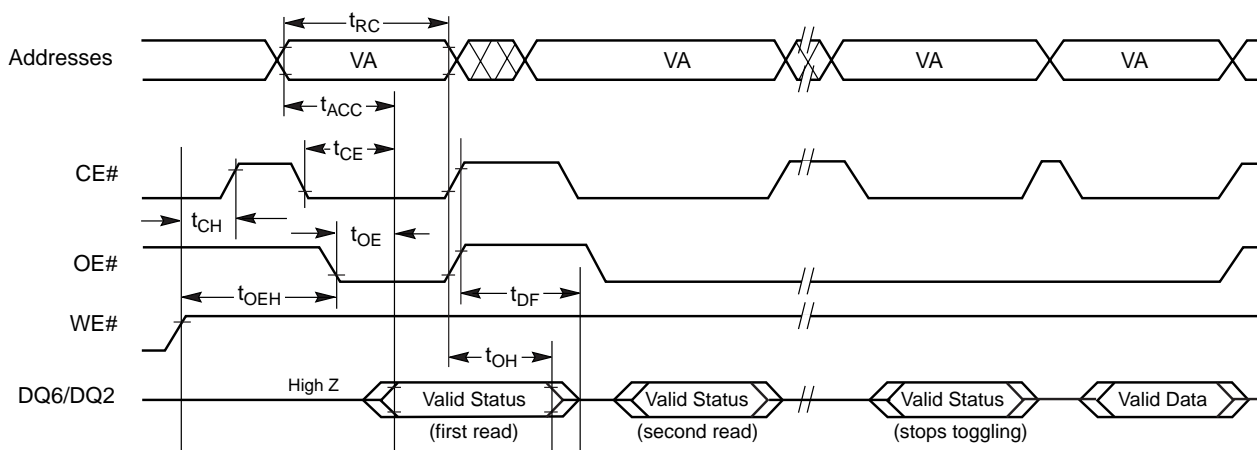 tRC
Addresses VA VA VA VA
tACC
tCE
CE#
tCH tOE
OE#
tOEH tDF
WE#
tOH
DQ6/DQ2 High Z Valid Status Valid Status Valid Status Valid Data
(first read) (second read) (stops toggling)